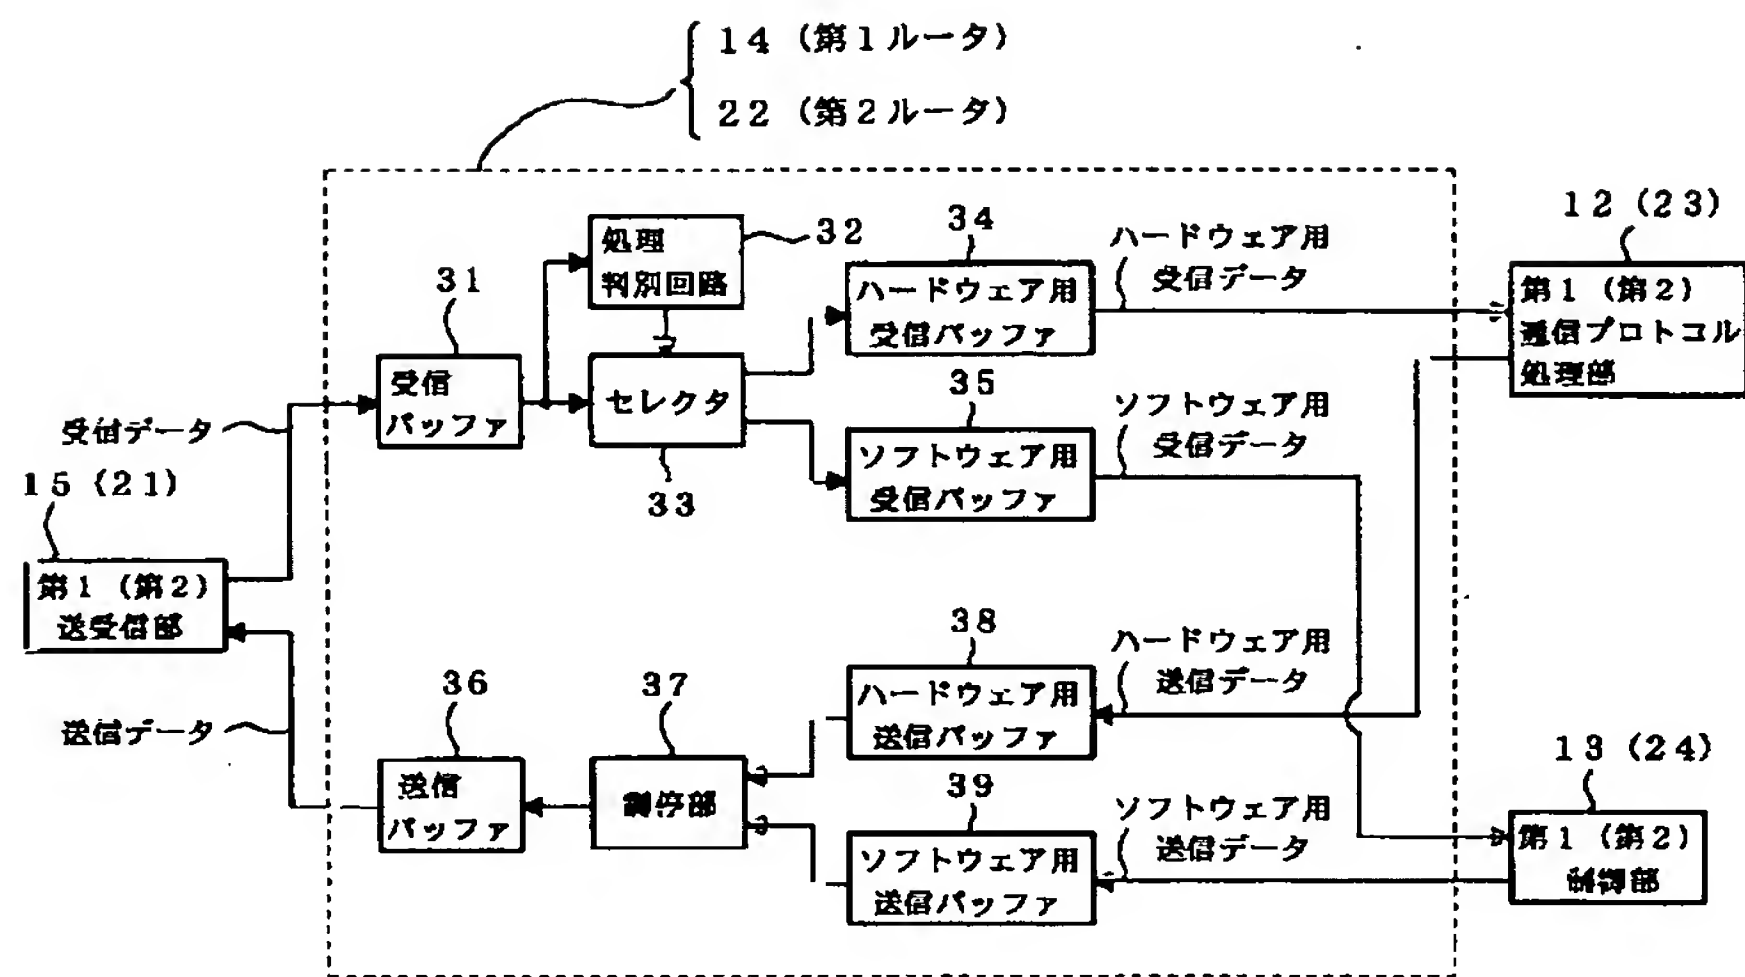 14（第1ルータ）
22（第2ルータ）
12（23）
34
ハードウェア用
受信データ
処理
判別回路
32
31
ハードウェア用
受信バッファ
第1（第2）
通信プロトコル
処理部
受信
バッファ
セレクタ
35
ソフトウェア用
受信データ
受信データ
ソフトウェア用
受信バッファ
15（21）
33
第1（第2）
送受信部
38
ハードウェア用
送信データ
36
37
ハードウェア用
送信バッファ
送信データ
13（24）
送信
バッファ
調停部
39
ソフトウェア用
送信データ
第1（第2）
制御部
ソフトウェア用
送信バッファ